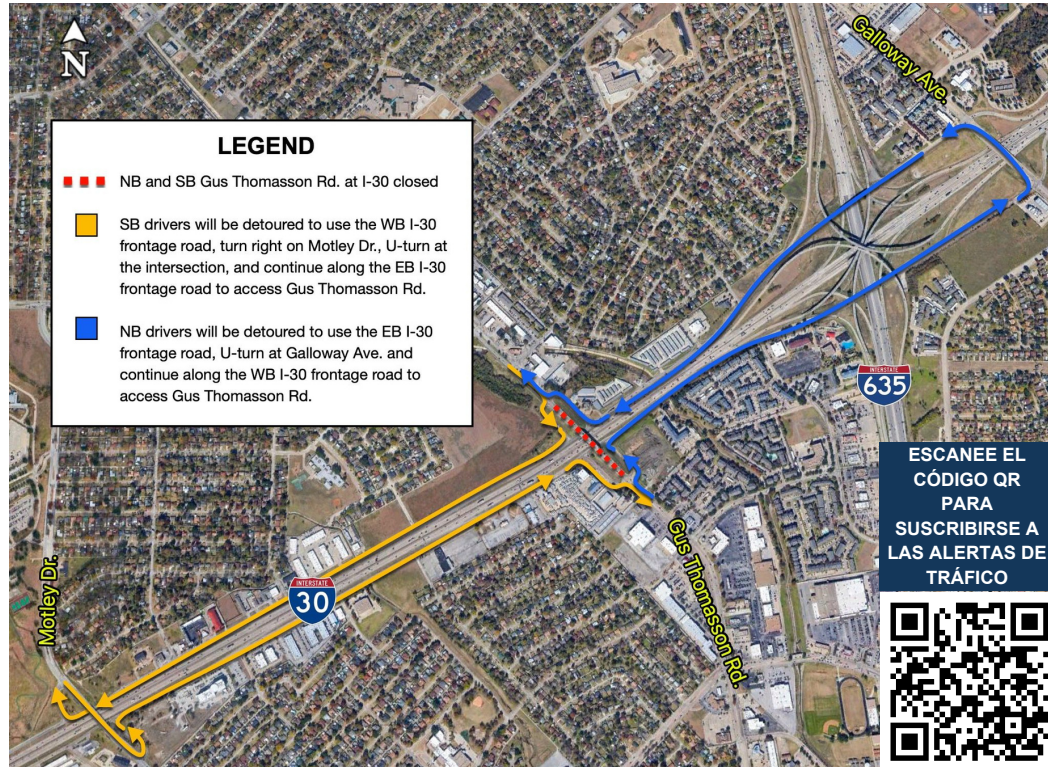 N
Galloway Ave.
LEGEND
NB and SB Gus Thomasson Rd. at I-30 closed
SB drivers will be detoured to use the WB I-30
frontage road, turn right on Motley Dr., U-turn at
the intersection, and continue along the EB I-30
frontage road to access Gus Thomasson Rd.
NB drivers will be detoured to use the EB I-30
frontage road, U-turn at Galloway Ave. and
continue along the WB I-30 frontage road to
access Gus Thomasson Rd.
INTERSTATE
635
ESCANEE EL
CÓDIGO QR
PARA
SUSCRIBIRSE A
LAS ALERTAS DE
TRÁFICO
Gus Thomasson Rd.
Motley Dr.
INTERSTATE
30